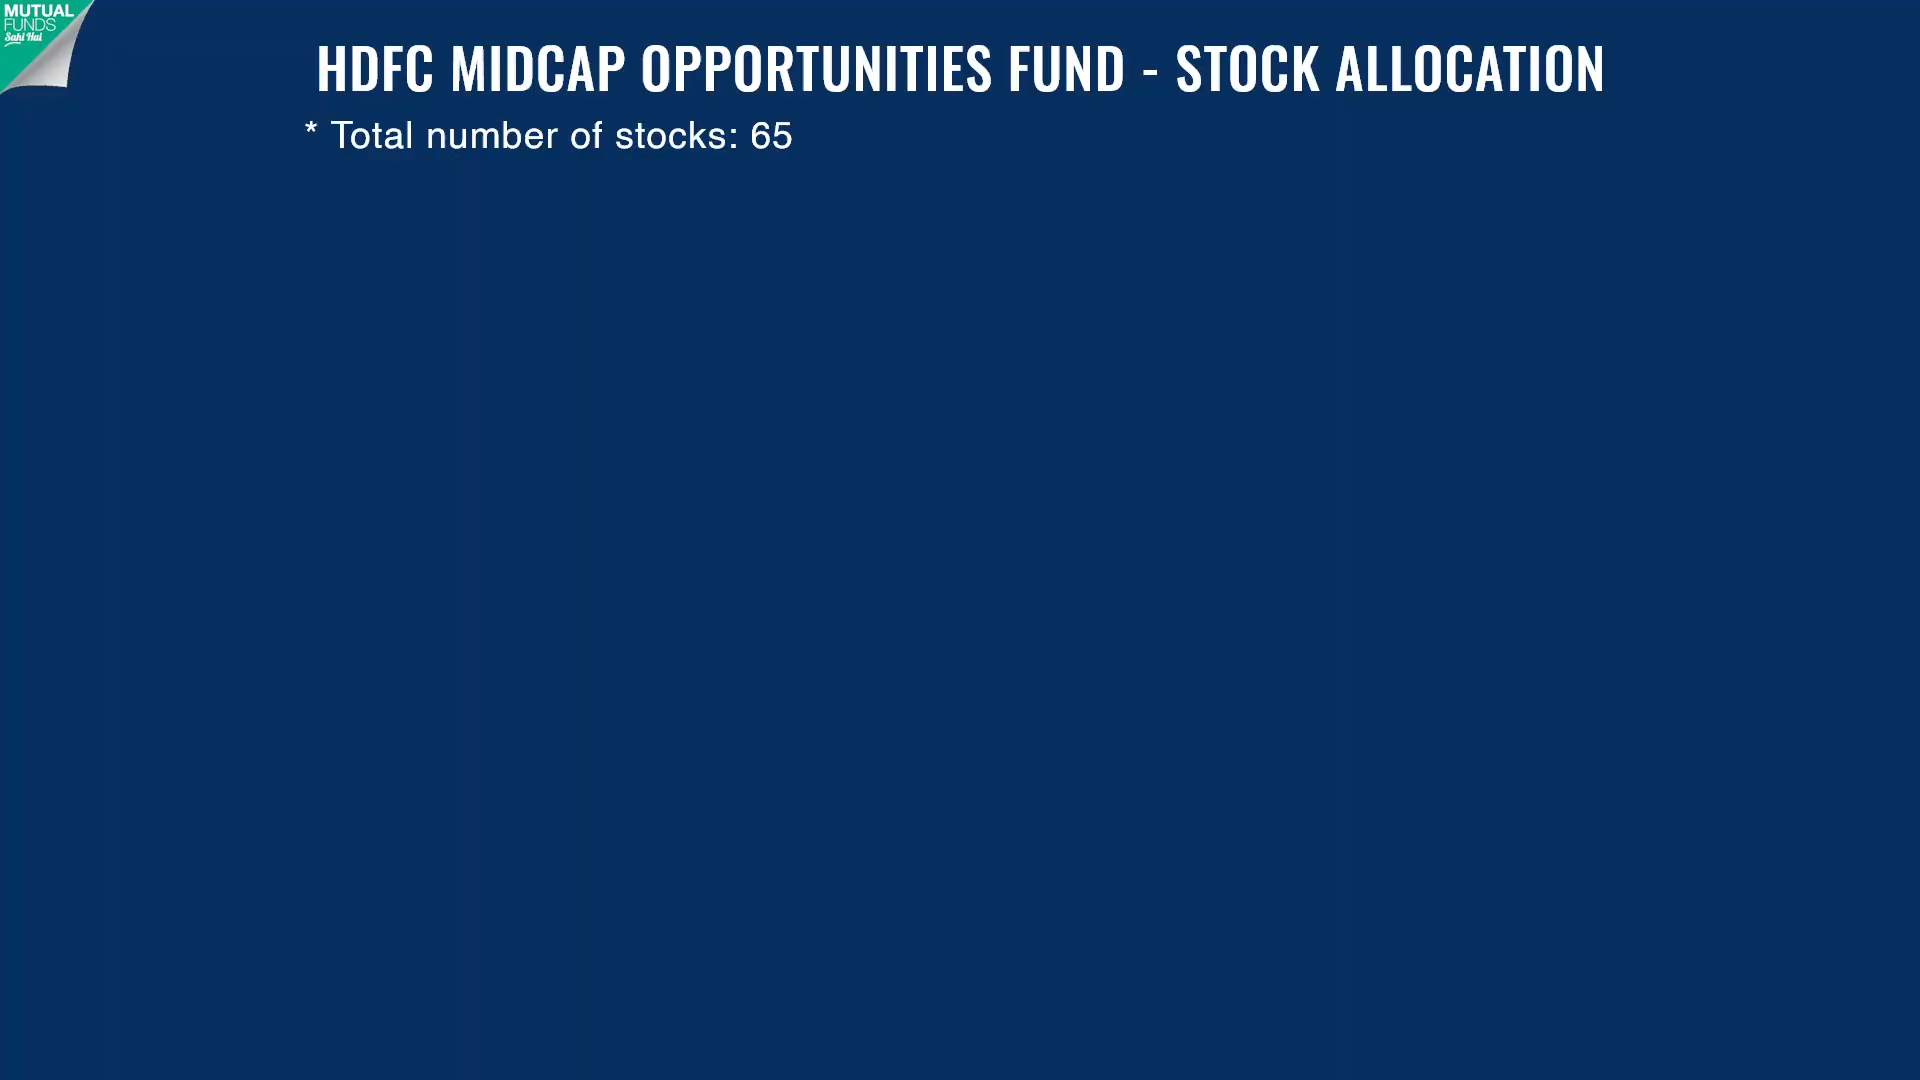 MUTUAL
FUNDS
Sahi Hai
HDFC MIDCAP OPPORTUNITIES FUND - STOCK ALLOCATION
* Total number of stocks: 65